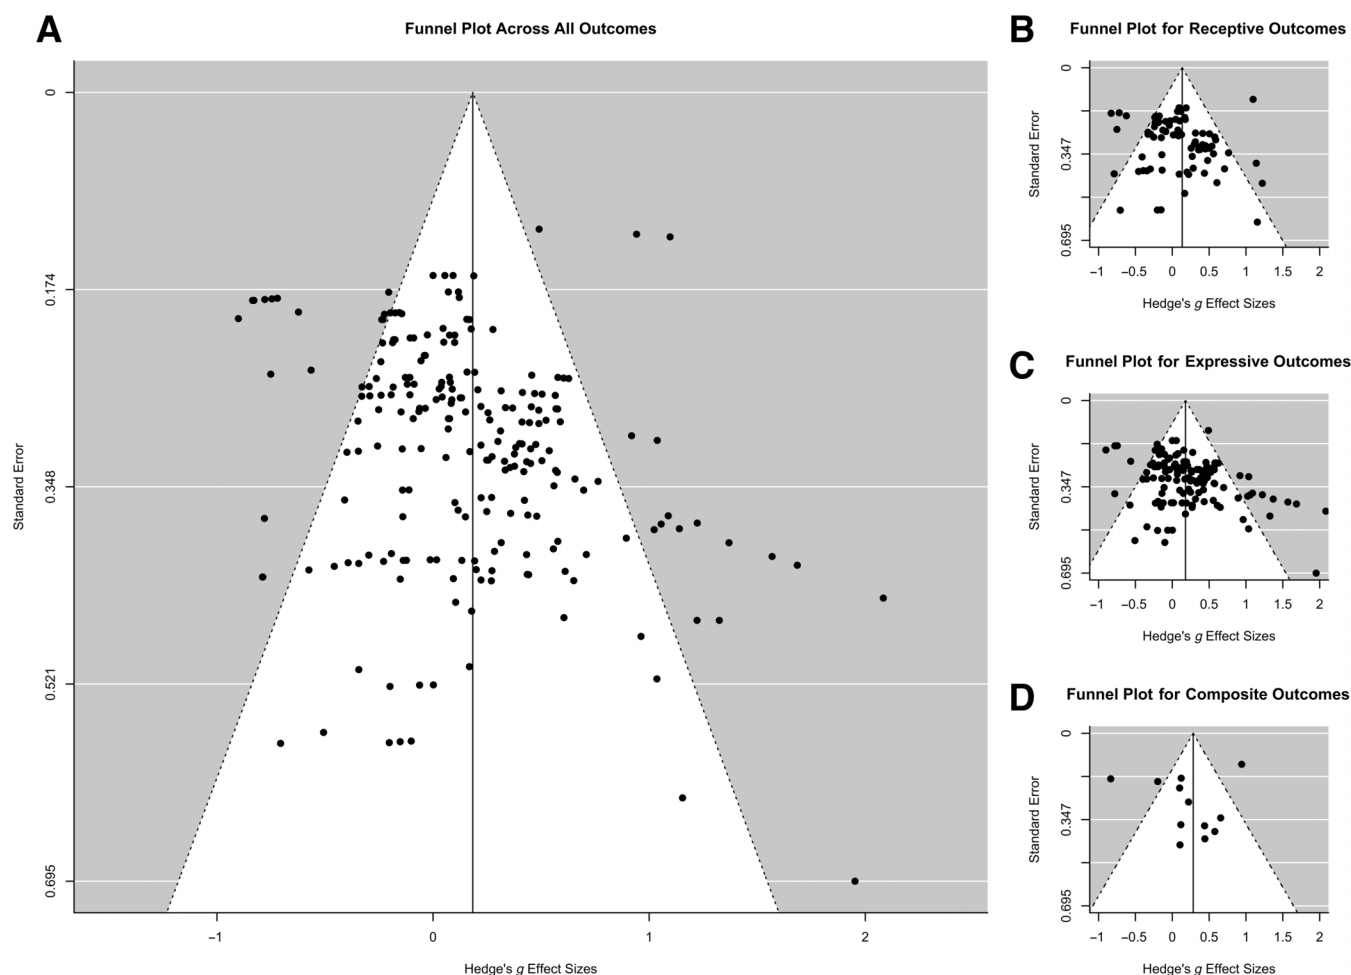 A
Funnel Plot Across All Outcomes
Standard Error
0
0.174
0.348
0.521
0.695
−1
0
1
2
Hedge's g Effect Sizes
B
Funnel Plot for Receptive Outcomes
Standard Error
0
0.347
0.695
−1
−0.5
0
0.5
1
1.5
2
Hedge's g Effect Sizes
C
Funnel Plot for Expressive Outcomes
Standard Error
0
0.347
0.695
−1
−0.5
0
0.5
1
1.5
2
Hedge's g Effect Sizes
D
Funnel Plot for Composite Outcomes
Standard Error
0
0.347
0.695
−1
−0.5
0
0.5
1
1.5
2
Hedge's g Effect Sizes